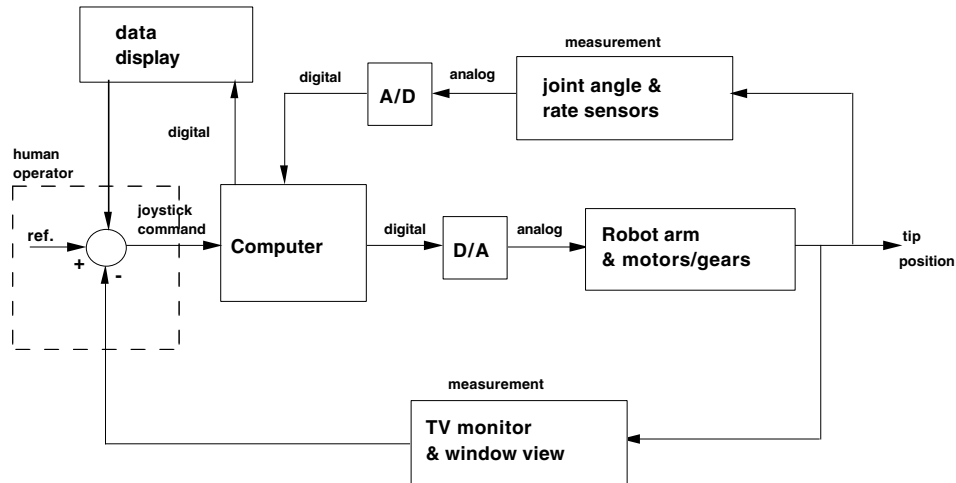 data
display
measurement
joint angle &
rate sensors
analog
digital
A/D
digital
human
operator
joystick
command
ref.
+
-
Computer
digital
D/A
analog
Robot arm
& motors/gears
tip
position
measurement
TV monitor
& window view